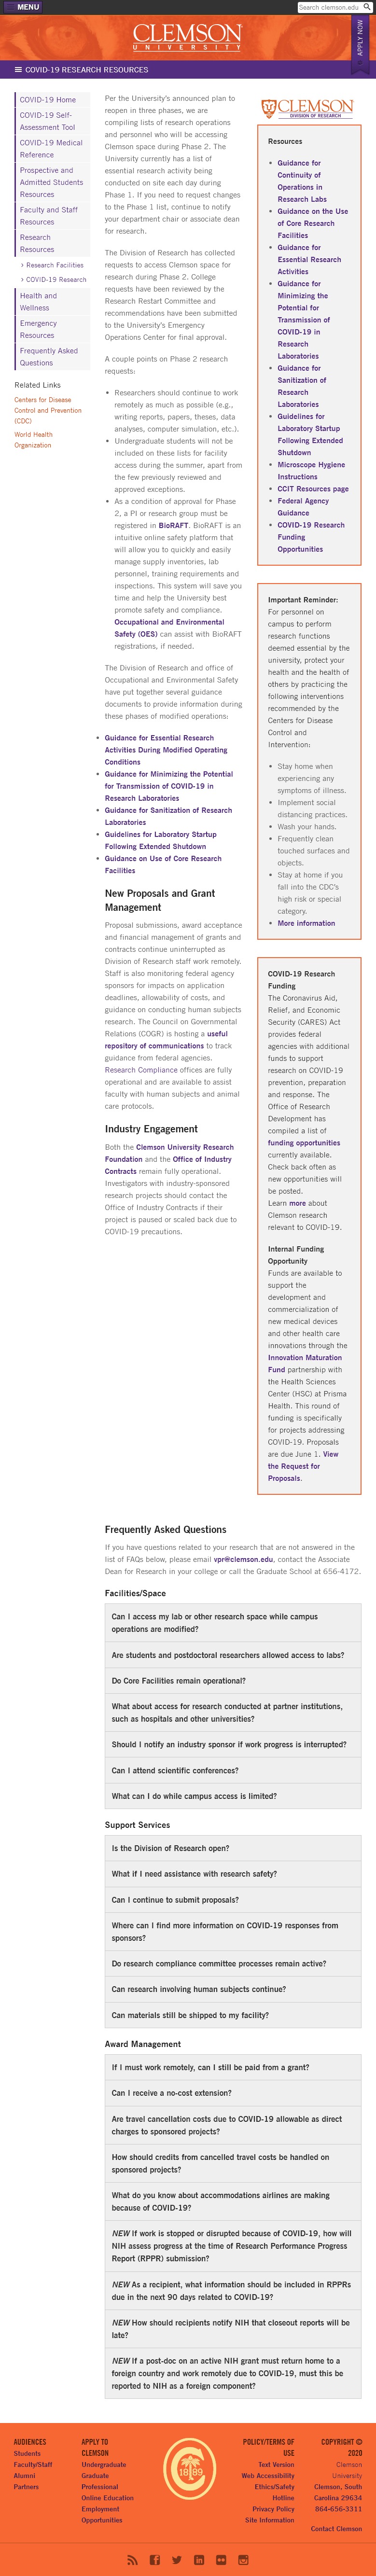 MENU
Search clemson.edu
CLEMSON
UNIVERSITY
APPLY NOW
COVID-19 RESEARCH RESOURCES
COVID-19 Home
COVID-19 Self-
Assessment Tool
COVID-19 Medical
Reference
Prospective and
Admitted Students
Resources
Faculty and Staff
Resources
Research
Resources
› Research Facilities
› COVID-19 Research
Health and
Wellness
Emergency
Resources
Frequently Asked
Questions
Related Links
Centers for Disease
Control and Prevention
(CDC)
World Health
Organization
Per the University's announced plan to
reopen in three phases, we are
compiling lists of research operations
and personnel who will be accessing
Clemson space during Phase 2. The
University currently has a list of
essential research activities being
conducted on site each day during
Phase 1. If you need to request changes
to the Phase 1 list, continue to notify
your department chair or associate dean
for research.
The Division of Research has collected
requests to access Clemson space for
research during Phase 2. College
requests have been reviewed by the
Research Restart Committee and
recommendations have been submitted
to the University's Emergency
Operations Center for final approval.
A couple points on Phase 2 research
requests:
Researchers should continue to work
remotely as much as possible (e.g.,
writing reports, papers, theses, data
analyses, computer simulation, etc.).
Undergraduate students will not be
included on these lists for facility
access during the summer, apart from
the few previously reviewed and
approved exceptions.
As a condition of approval for Phase
2, a PI or research group must be
registered in BioRAFT. BioRAFT is an
intuitive online safety platform that
will allow you to quickly and easily
manage supply inventories, lab
personnel, training requirements and
inspections. This system will save you
time and help the University best
promote safety and compliance.
Occupational and Environmental
Safety (OES) can assist with BioRAFT
registrations, if needed.
The Division of Research and office of
Occupational and Environmental Safety
have put together several guidance
documents to provide information during
these phases of modified operations:
Guidance for Essential Research
Activities During Modified Operating
Conditions
Guidance for Minimizing the Potential
for Transmission of COVID-19 in
Research Laboratories
Guidance for Sanitization of Research
Laboratories
Guidelines for Laboratory Startup
Following Extended Shutdown
Guidance on Use of Core Research
Facilities
New Proposals and Grant
Management
Proposal submissions, award acceptance
and financial management of grants and
contracts continue uninterrupted as
Division of Research staff work remotely.
Staff is also monitoring federal agency
sponsors for impacts on application
deadlines, allowability of costs, and
guidance on conducting human subjects
research. The Council on Governmental
Relations (COGR) is hosting a useful
repository of communications to track
guidance from federal agencies.
Research Compliance offices are fully
operational and are available to assist
faculty with human subjects and animal
care protocols.
Industry Engagement
Both the Clemson University Research
Foundation and the Office of Industry
Contracts remain fully operational.
Investigators with industry-sponsored
research projects should contact the
Office of Industry Contracts if their
project is paused or scaled back due to
COVID-19 precautions.
CLEMSON
DIVISION OF RESEARCH
Resources
Guidance for
Continuity of
Operations in
Research Labs
Guidance on the Use
of Core Research
Facilities
Guidance for
Essential Research
Activities
Guidance for
Minimizing the
Potential for
Transmission of
COVID-19 in
Research
Laboratories
Guidance for
Sanitization of
Research
Laboratories
Guidelines for
Laboratory Startup
Following Extended
Shutdown
Microscope Hygiene
Instructions
CCIT Resources page
Federal Agency
Guidance
COVID-19 Research
Funding
Opportunities
Important Reminder:
For personnel on
campus to perform
research functions
deemed essential by the
university, protect your
health and the health of
others by practicing the
following interventions
recommended by the
Centers for Disease
Control and
Intervention:
Stay home when
experiencing any
symptoms of illness.
Implement social
distancing practices.
Wash your hands.
Frequently clean
touched surfaces and
objects.
Stay at home if you
fall into the CDC's
high risk or special
category.
More information
COVID-19 Research
Funding
The Coronavirus Aid,
Relief, and Economic
Security (CARES) Act
provides federal
agencies with additional
funds to support
research on COVID-19
prevention, preparation
and response. The
Office of Research
Development has
compiled a list of
funding opportunities
currently available.
Check back often as
new opportunities will
be posted.
Learn more about
Clemson research
relevant to COVID-19.
Internal Funding
Opportunity
Funds are available to
support the
development and
commercialization of
new medical devices
and other health care
innovations through the
Innovation Maturation
Fund partnership with
the Health Sciences
Center (HSC) at Prisma
Health. This round of
funding is specifically
for projects addressing
COVID-19. Proposals
are due June 1. View
the Request for
Proposals.
Frequently Asked Questions
If you have questions related to your research that are not answered in the
list of FAQs below, please email vpr@clemson.edu, contact the Associate
Dean for Research in your college or call the Graduate School at 656-4172.
Facilities/Space
Can I access my lab or other research space while campus
operations are modified?
Are students and postdoctoral researchers allowed access to labs?
Do Core Facilities remain operational?
What about access for research conducted at partner institutions,
such as hospitals and other universities?
Should I notify an industry sponsor if work progress is interrupted?
Can I attend scientific conferences?
What can I do while campus access is limited?
Support Services
Is the Division of Research open?
What if I need assistance with research safety?
Can I continue to submit proposals?
Where can I find more information on COVID-19 responses from
sponsors?
Do research compliance committee processes remain active?
Can research involving human subjects continue?
Can materials still be shipped to my facility?
Award Management
If I must work remotely, can I still be paid from a grant?
Can I receive a no-cost extension?
Are travel cancellation costs due to COVID-19 allowable as direct
charges to sponsored projects?
How should credits from cancelled travel costs be handled on
sponsored projects?
What do you know about accommodations airlines are making
because of COVID-19?
NEW If work is stopped or disrupted because of COVID-19, how will
NIH assess progress at the time of Research Performance Progress
Report (RPPR) submission?
NEW As a recipient, what information should be included in RPPRs
due in the next 90 days related to COVID-19?
NEW How should recipients notify NIH that closeout reports will be
late?
NEW If a post-doc on an active NIH grant must return home to a
foreign country and work remotely due to COVID-19, must this be
reported to NIH as a foreign component?
AUDIENCES
Students
Faculty/Staff
Alumni
Partners
APPLY TO
CLEMSON
Undergraduate
Graduate
Professional
Online Education
Employment
Opportunities
1889
POLICY/TERMS OF
USE
Text Version
Web Accessibility
Ethics/Safety
Hotline
Privacy Policy
Site Information
COPYRIGHT ©
2020
Clemson
University
Clemson, South
Carolina 29634
864-656-3311
Contact Clemson